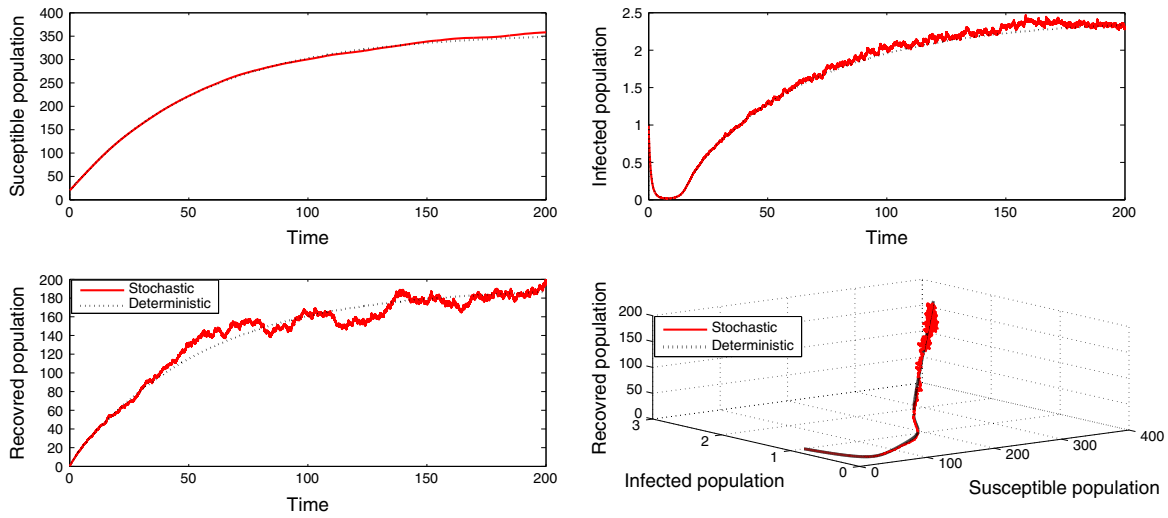 Suceptible population
400
350
300
250
200
150
100
50
0
0 50 100 150 200
Time
Infected population
2.5
2
1.5
1
0.5
0
0 50 100 150 200
Time
Recovred population
200
180
160
140
120
100
80
60
40
20
0
Stochastic
Deterministic
0 50 100 150 200
Time
Recovred population
200
150
100
50
0
Stochastic
Deterministic
3
2
1
0
Infected population
0
100
200
300
400
Susceptible population